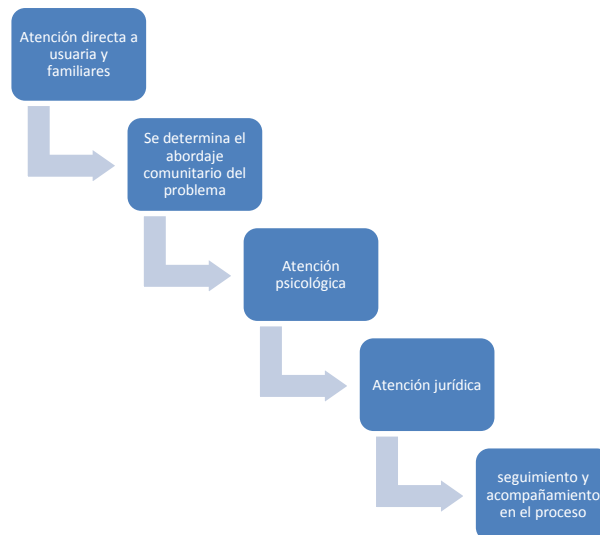 Atención directa a
usuaria y
familiares
Se determina el
abordaje
comunitario del
problema
Atención
psicológica
Atención jurídica
seguimiento y
acompañamiento
en el proceso